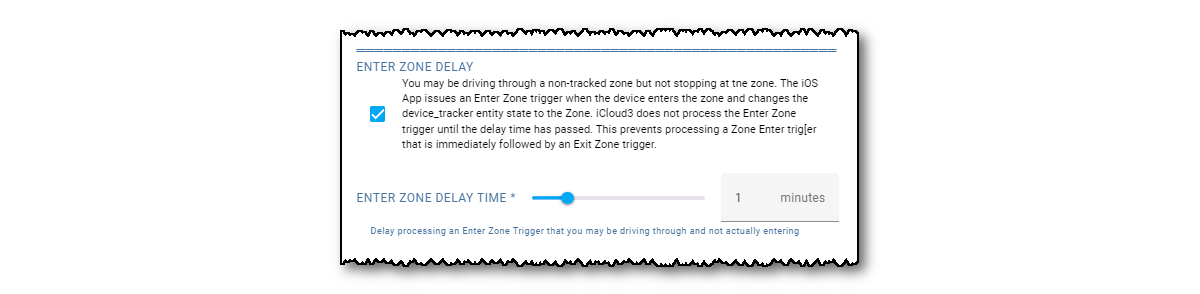 ENTER ZONE DELAY
You may be driving through a non-tracked zone but not stopping at tne zone. The iOS
App issues an Enter Zone trigger when the device enters the zone and changes the
device_tracker entity state to the Zone. iCloud3 does not process the Enter Zone
trigger until the delay time has passed. This prevents processing a Zone Enter trig[er
that is immediately followed by an Exit Zone trigger.
ENTER ZONE DELAY TIME * 1 minutes
Delay processing an Enter Zone Trigger that you may be driving through and not actually entering